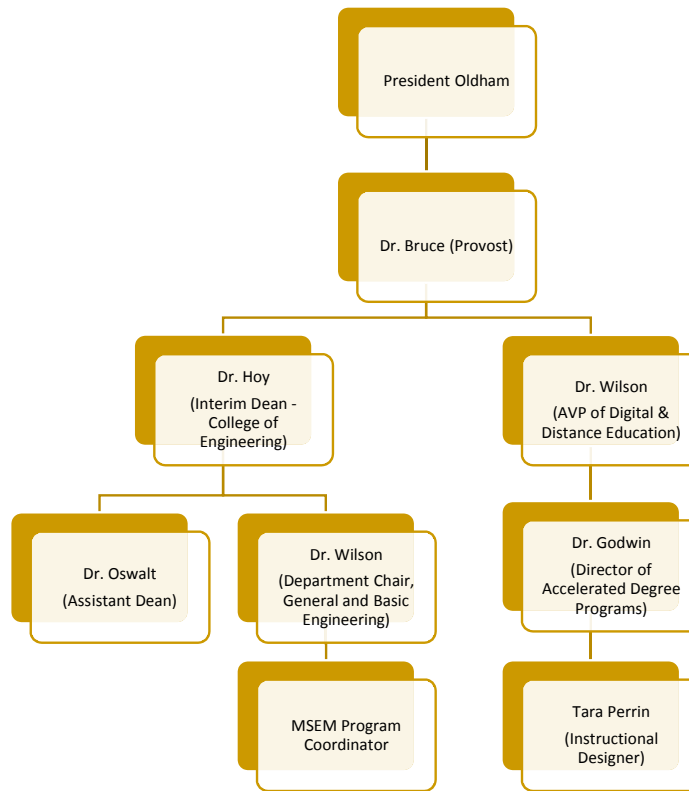 President Oldham
Dr. Bruce (Provost)
Dr. Hoy
(Interim Dean -
College of
Engineering)
Dr. Wilson
(AVP of Digital &
Distance Education)
Dr. Oswalt
(Assistant Dean)
Dr. Wilson
(Department Chair,
General and Basic
Engineering)
Dr. Godwin
(Director of
Accelerated Degree
Programs)
MSEM Program
Coordinator
Tara Perrin
(Instructional
Designer)